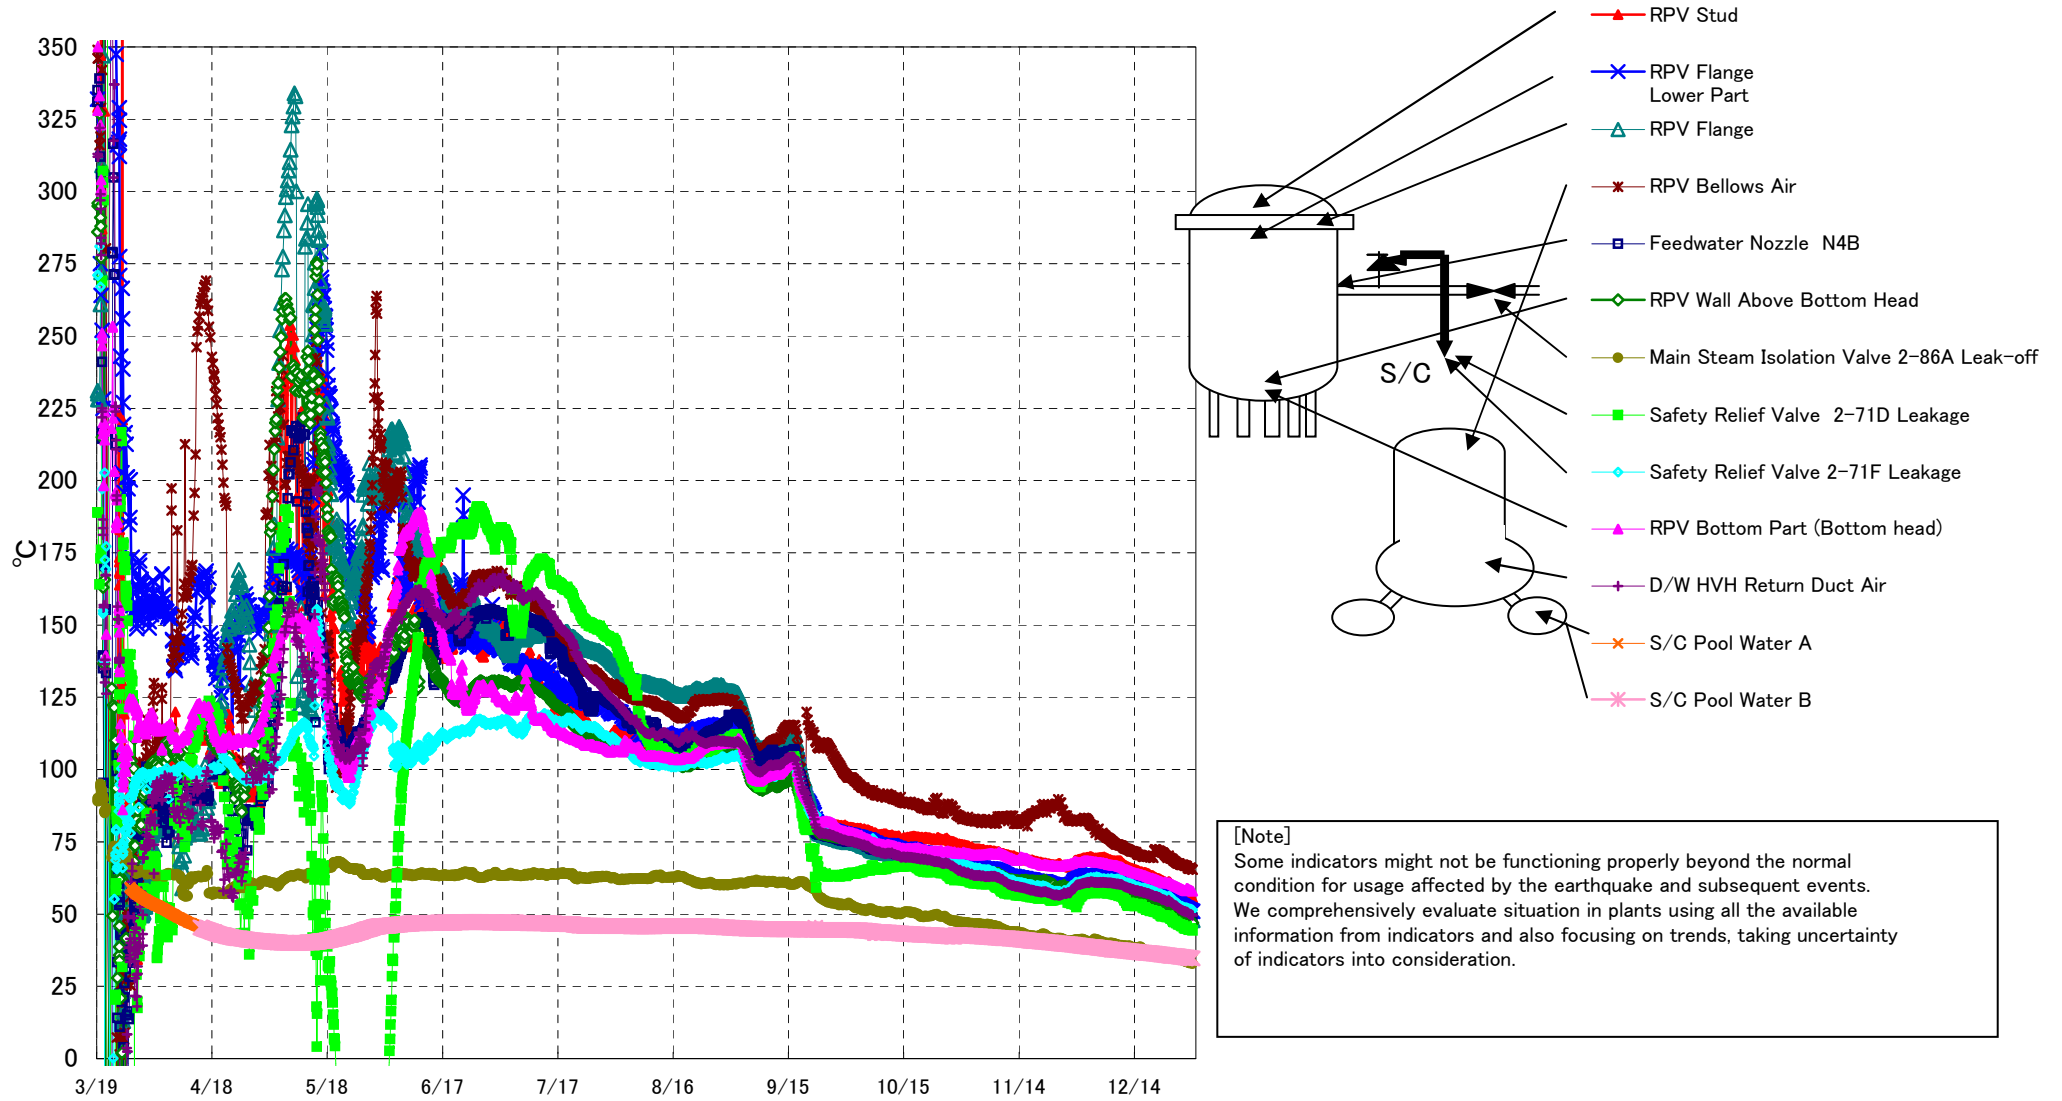 350
325
300
275
250
225
200
175
150
125
100
75
50
25
0
℃
3/19
4/18
5/18
6/17
7/17
8/16
9/15
10/15
11/14
12/14
RPV Stud
RPV Flange
Lower Part
RPV Flange
RPV Bellows Air
Feedwater Nozzle N4B
RPV Wall Above Bottom Head
Main Steam Isolation Valve 2-86A Leak-off
Safety Relief Valve 2-71D Leakage
Safety Relief Valve 2-71F Leakage
RPV Bottom Part (Bottom head)
D/W HVH Return Duct Air
S/C Pool Water A
S/C Pool Water B
S/C
[Note]
Some indicators might not be functioning properly beyond the normal
condition for usage affected by the earthquake and subsequent events.
We comprehensively evaluate situation in plants using all the available
information from indicators and also focusing on trends, taking uncertainty
of indicators into consideration.